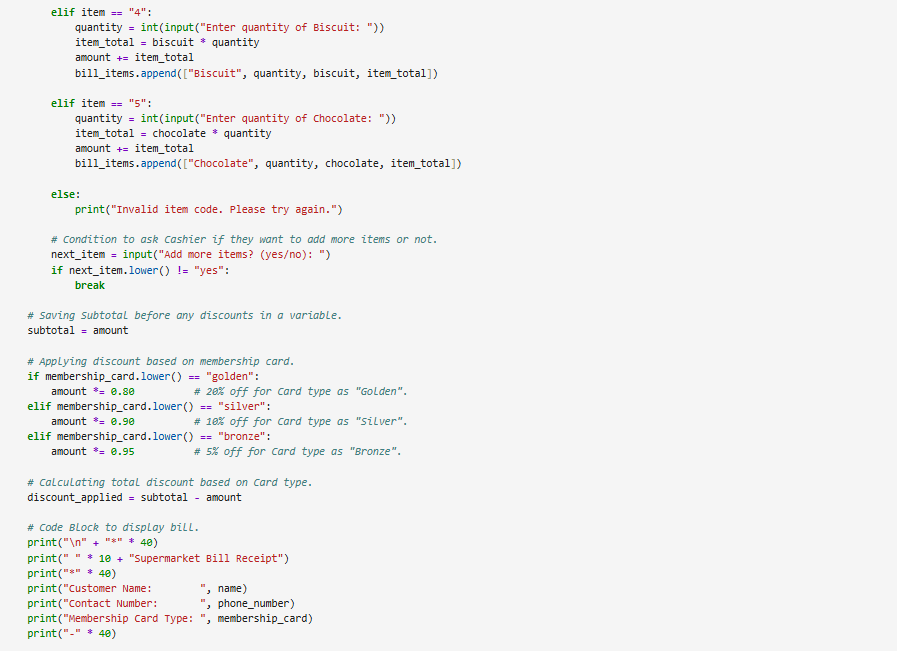 elif item == "4":
        quantity = int(input("Enter quantity of Biscuit: "))
        item_total = biscuit * quantity
        amount += item_total
        bill_items.append(["Biscuit", quantity, biscuit, item_total])

    elif item == "5":
        quantity = int(input("Enter quantity of Chocolate: "))
        item_total = chocolate * quantity
        amount += item_total
        bill_items.append(["Chocolate", quantity, chocolate, item_total])

    else:
        print("Invalid item code. Please try again.")

    # Condition to ask Cashier if they want to add more items or not.
    next_item = input("Add more items? (yes/no): ")
    if next_item.lower() != "yes":
        break

# Saving Subtotal before any discounts in a variable.
subtotal = amount

# Applying discount based on membership card.
if membership_card.lower() == "golden":
    amount *= 0.80          # 20% off for Card type as "Golden".
elif membership_card.lower() == "silver":
    amount *= 0.90          # 10% off for Card type as "Silver".
elif membership_card.lower() == "bronze":
    amount *= 0.95          # 5% off for Card type as "Bronze".

# Calculating total discount based on Card type.
discount_applied = subtotal - amount

# Code Block to display bill.
print("\n" + "*" * 40)
print(" " * 10 + "Supermarket Bill Receipt")
print("*" * 40)
print("Customer Name:        ", name)
print("Contact Number:       ", phone_number)
print("Membership Card Type: ", membership_card)
print("-" * 40)